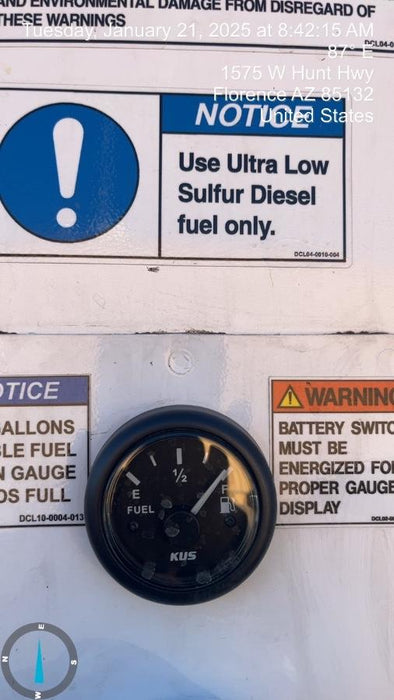 AND ENVIRONMENTAL DAMAGE FROM DISREGARD OF
THESE WARNINGS
Tuesday, January 21, 2025 at 8:42:15 AM
87° E
1575 W Hunt Hwy
Florence AZ 85132
United States
NOTICE
Use Ultra Low
Sulfur Diesel
fuel only.
DCL04-0010-004
OTICE
GALLONS
BLE FUEL
N GAUGE
DS FULL
DCL10-0004-013
WARNING
BATTERY SWITC
MUST BE
ENERGIZED FO
PROPER GAUGE
DISPLAY
E
1/2
F
FUEL
KUS
N
E
S
W